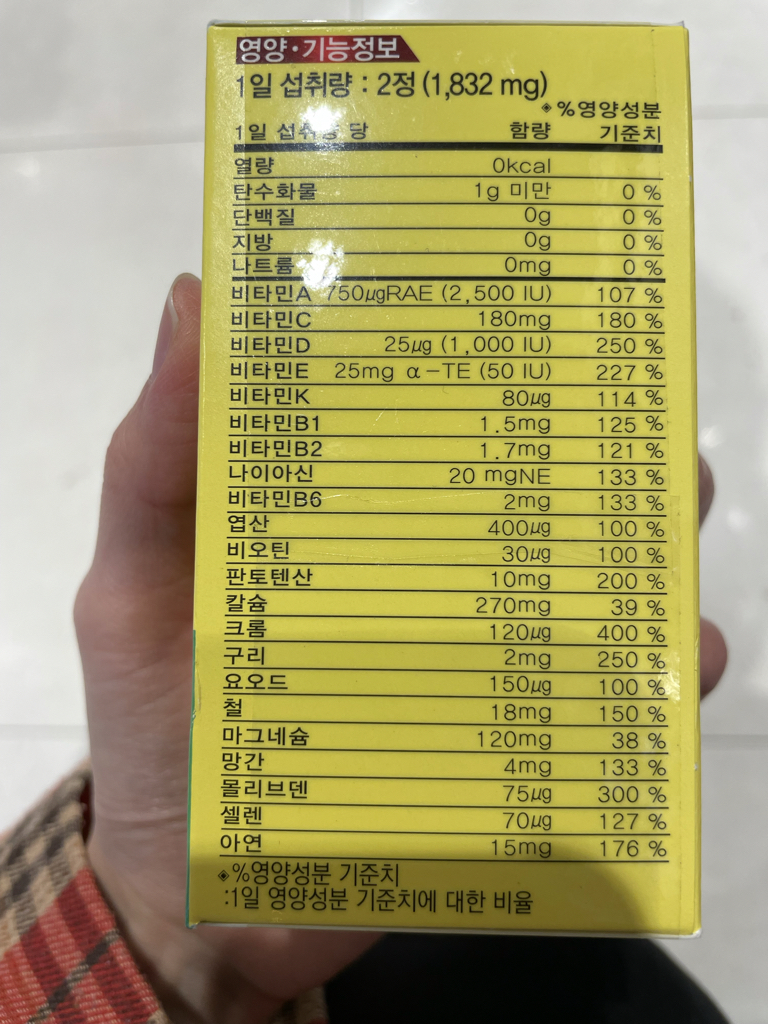 영양·기능정보
1일 섭취량 : 2정 (1,832 mg)
◈%영양성분
1일 섭취량 당 함량 기준치
열량 0kcal
탄수화물 1g 미만 0 %
단백질 0g 0 %
지방 0g 0 %
나트륨 0mg 0 %
비타민A 750µgRAE (2,500 IU) 107 %
비타민C 180mg 180 %
비타민D 25µg (1,000 IU) 250 %
비타민E 25mg α-TE (50 IU) 227 %
비타민K 80µg 114 %
비타민B1 1.5mg 125 %
비타민B2 1.7mg 121 %
나이아신 20 mgNE 133 %
비타민B6 2mg 133 %
엽산 400µg 100 %
비오틴 30µg 100 %
판토텐산 10mg 200 %
칼슘 270mg 39 %
크롬 120µg 400 %
구리 2mg 250 %
요오드 150µg 100 %
철 18mg 150 %
마그네슘 120mg 38 %
망간 4mg 133 %
몰리브덴 75µg 300 %
셀렌 70µg 127 %
아연 15mg 176 %
◈%영양성분 기준치
:1일 영양성분 기준치에 대한 비율